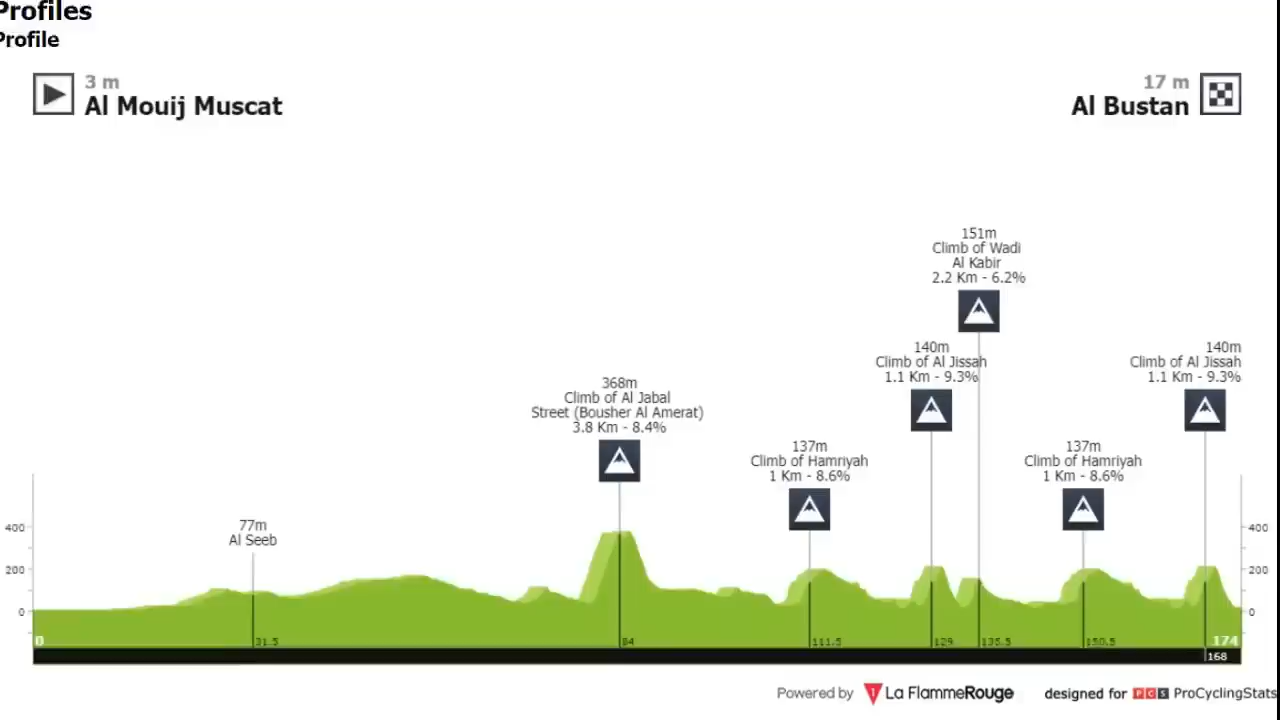 Profiles
Profile
3 m
Al Mouij Muscat
17 m
Al Bustan
151m
Climb of Wadi
Al Kabir
2.2 Km - 6.2%
140m
Climb of Al Jissah
1.1 Km - 9.3%
140m
Climb of Al Jissah
1.1 Km - 9.3%
368m
Climb of Al Jabal
Street (Bousher Al Amerat)
3.8 Km - 8.4%
137m
Climb of Hamriyah
1 Km - 8.6%
137m
Climb of Hamriyah
1 Km - 8.6%
77m
Al Seeb
400
200
0
400
200
0
0
31.5
84
111.5
129
135.5
150.5
174
168
Powered by
1
La FlammeRouge
designed for
PCS
ProCyclingStats